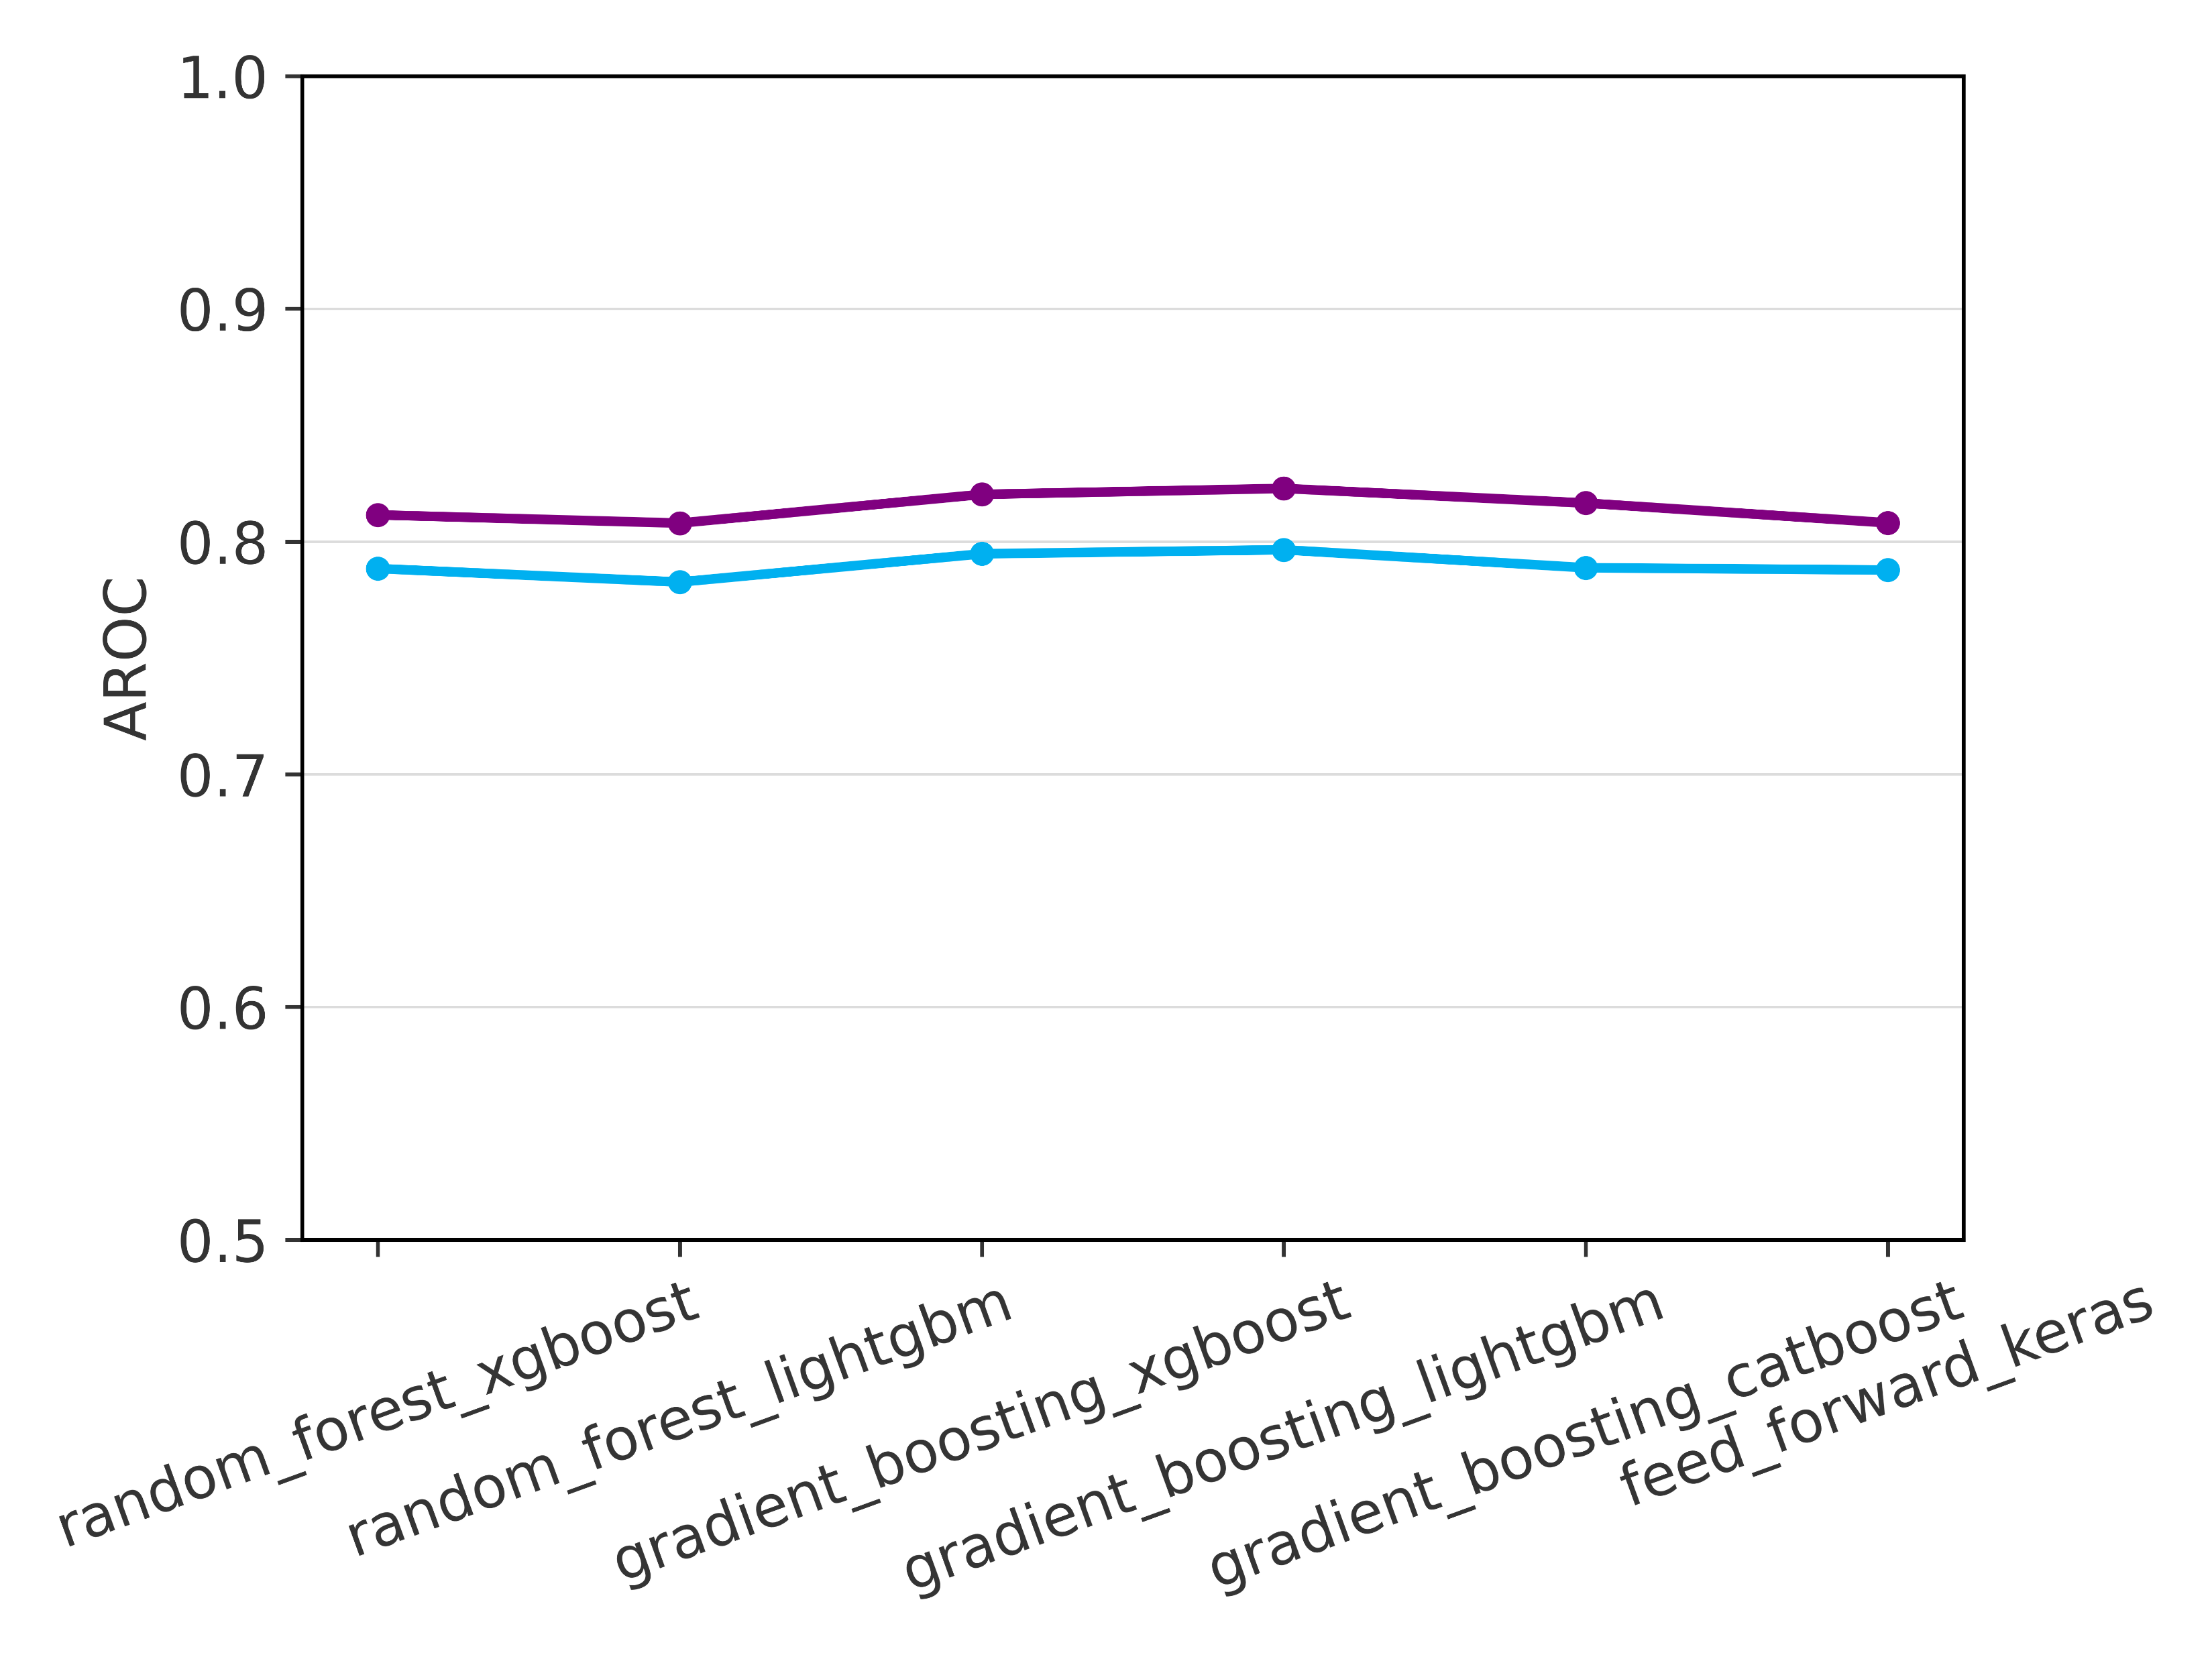 1.0
0.9
0.8
0.7
0.6
0.5
AROC
random_forest_xgboost
random_forest_lightgbm
gradient_boosting_xgboost
gradient_boosting_lightgbm
gradient_boosting_catboost
feed_forward_keras